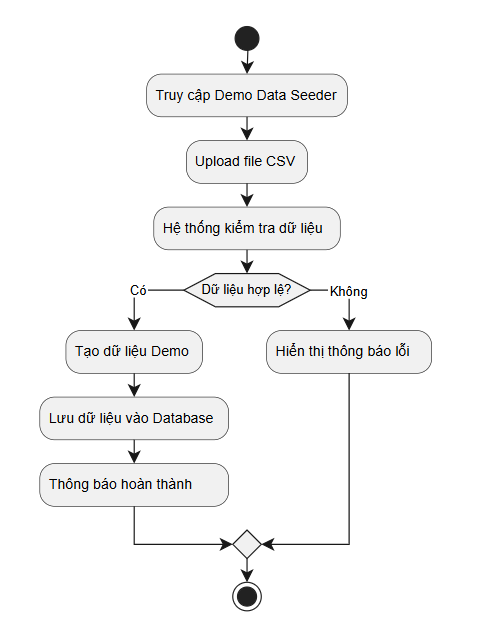 Truy cập Demo Data Seeder
Upload file CSV
Hệ thống kiểm tra dữ liệu
Dữ liệu hợp lệ?
Có
Không
Tạo dữ liệu Demo
Hiển thị thông báo lỗi
Lưu dữ liệu vào Database
Thông báo hoàn thành